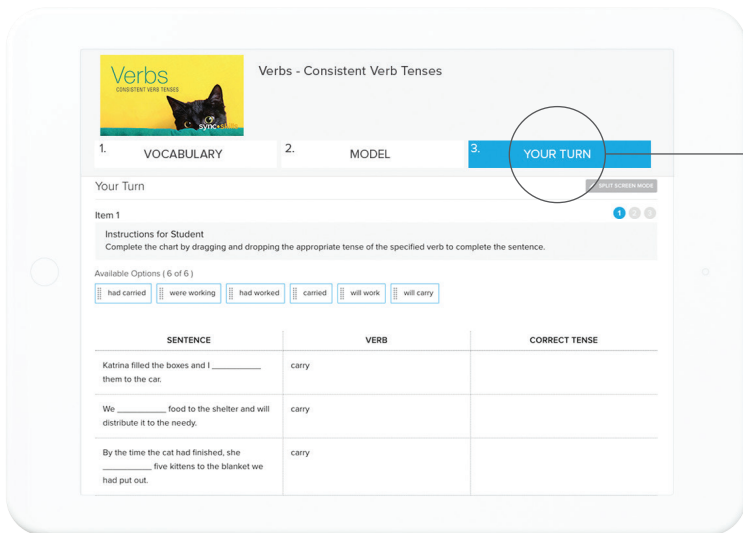 Verbs
CONSISTENT VERB TENSES
Verbs - Consistent Verb Tenses
1. VOCABULARY
2. MODEL
3. YOUR TURN
Your Turn
SPLIT SCREEN MODE
Item 1
1 2 3
Instructions for Student
Complete the chart by dragging and dropping the appropriate tense of the specified verb to complete the sentence.
Available Options ( 6 of 6 )
had carried
were working
had worked
carried
will work
will carry
SENTENCE VERB CORRECT TENSE
Katrina filled the boxes and I __________ carry
them to the car.
We __________ food to the shelter and will carry
distribute it to the needy.
By the time the cat had finished, she carry
__________ five kittens to the blanket we
had put out.